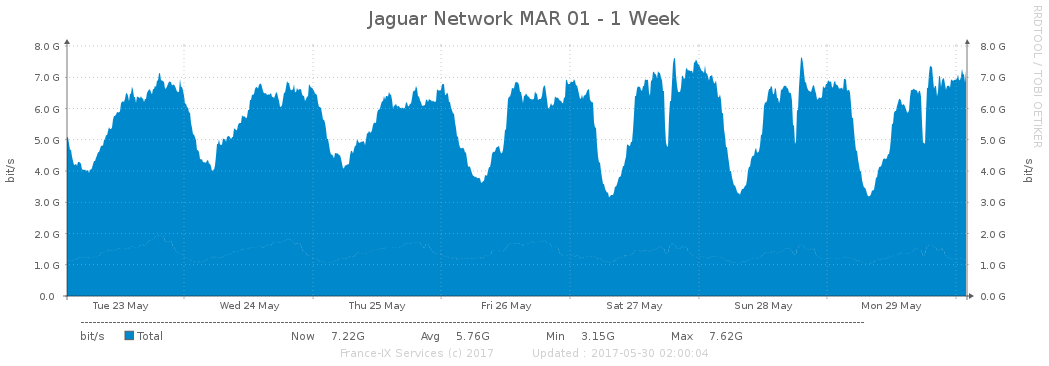 Jaguar Network MAR 01 - 1 Week
RRDTOOL / TOBI OETIKER
8.0 G 8.0 G
7.0 G 7.0 G
6.0 G 6.0 G
5.0 G 5.0 G
4.0 G 4.0 G
3.0 G 3.0 G
2.0 G 2.0 G
1.0 G 1.0 G
0.0 0.0 G
bit/s bit/s
Tue 23 May Wed 24 May Thu 25 May Fri 26 May Sat 27 May Sun 28 May Mon 29 May
bit/s Total Now 7.22G Avg 5.76G Min 3.15G Max 7.62G
France-IX Services (c) 2017 Updated : 2017-05-30 02:00:04